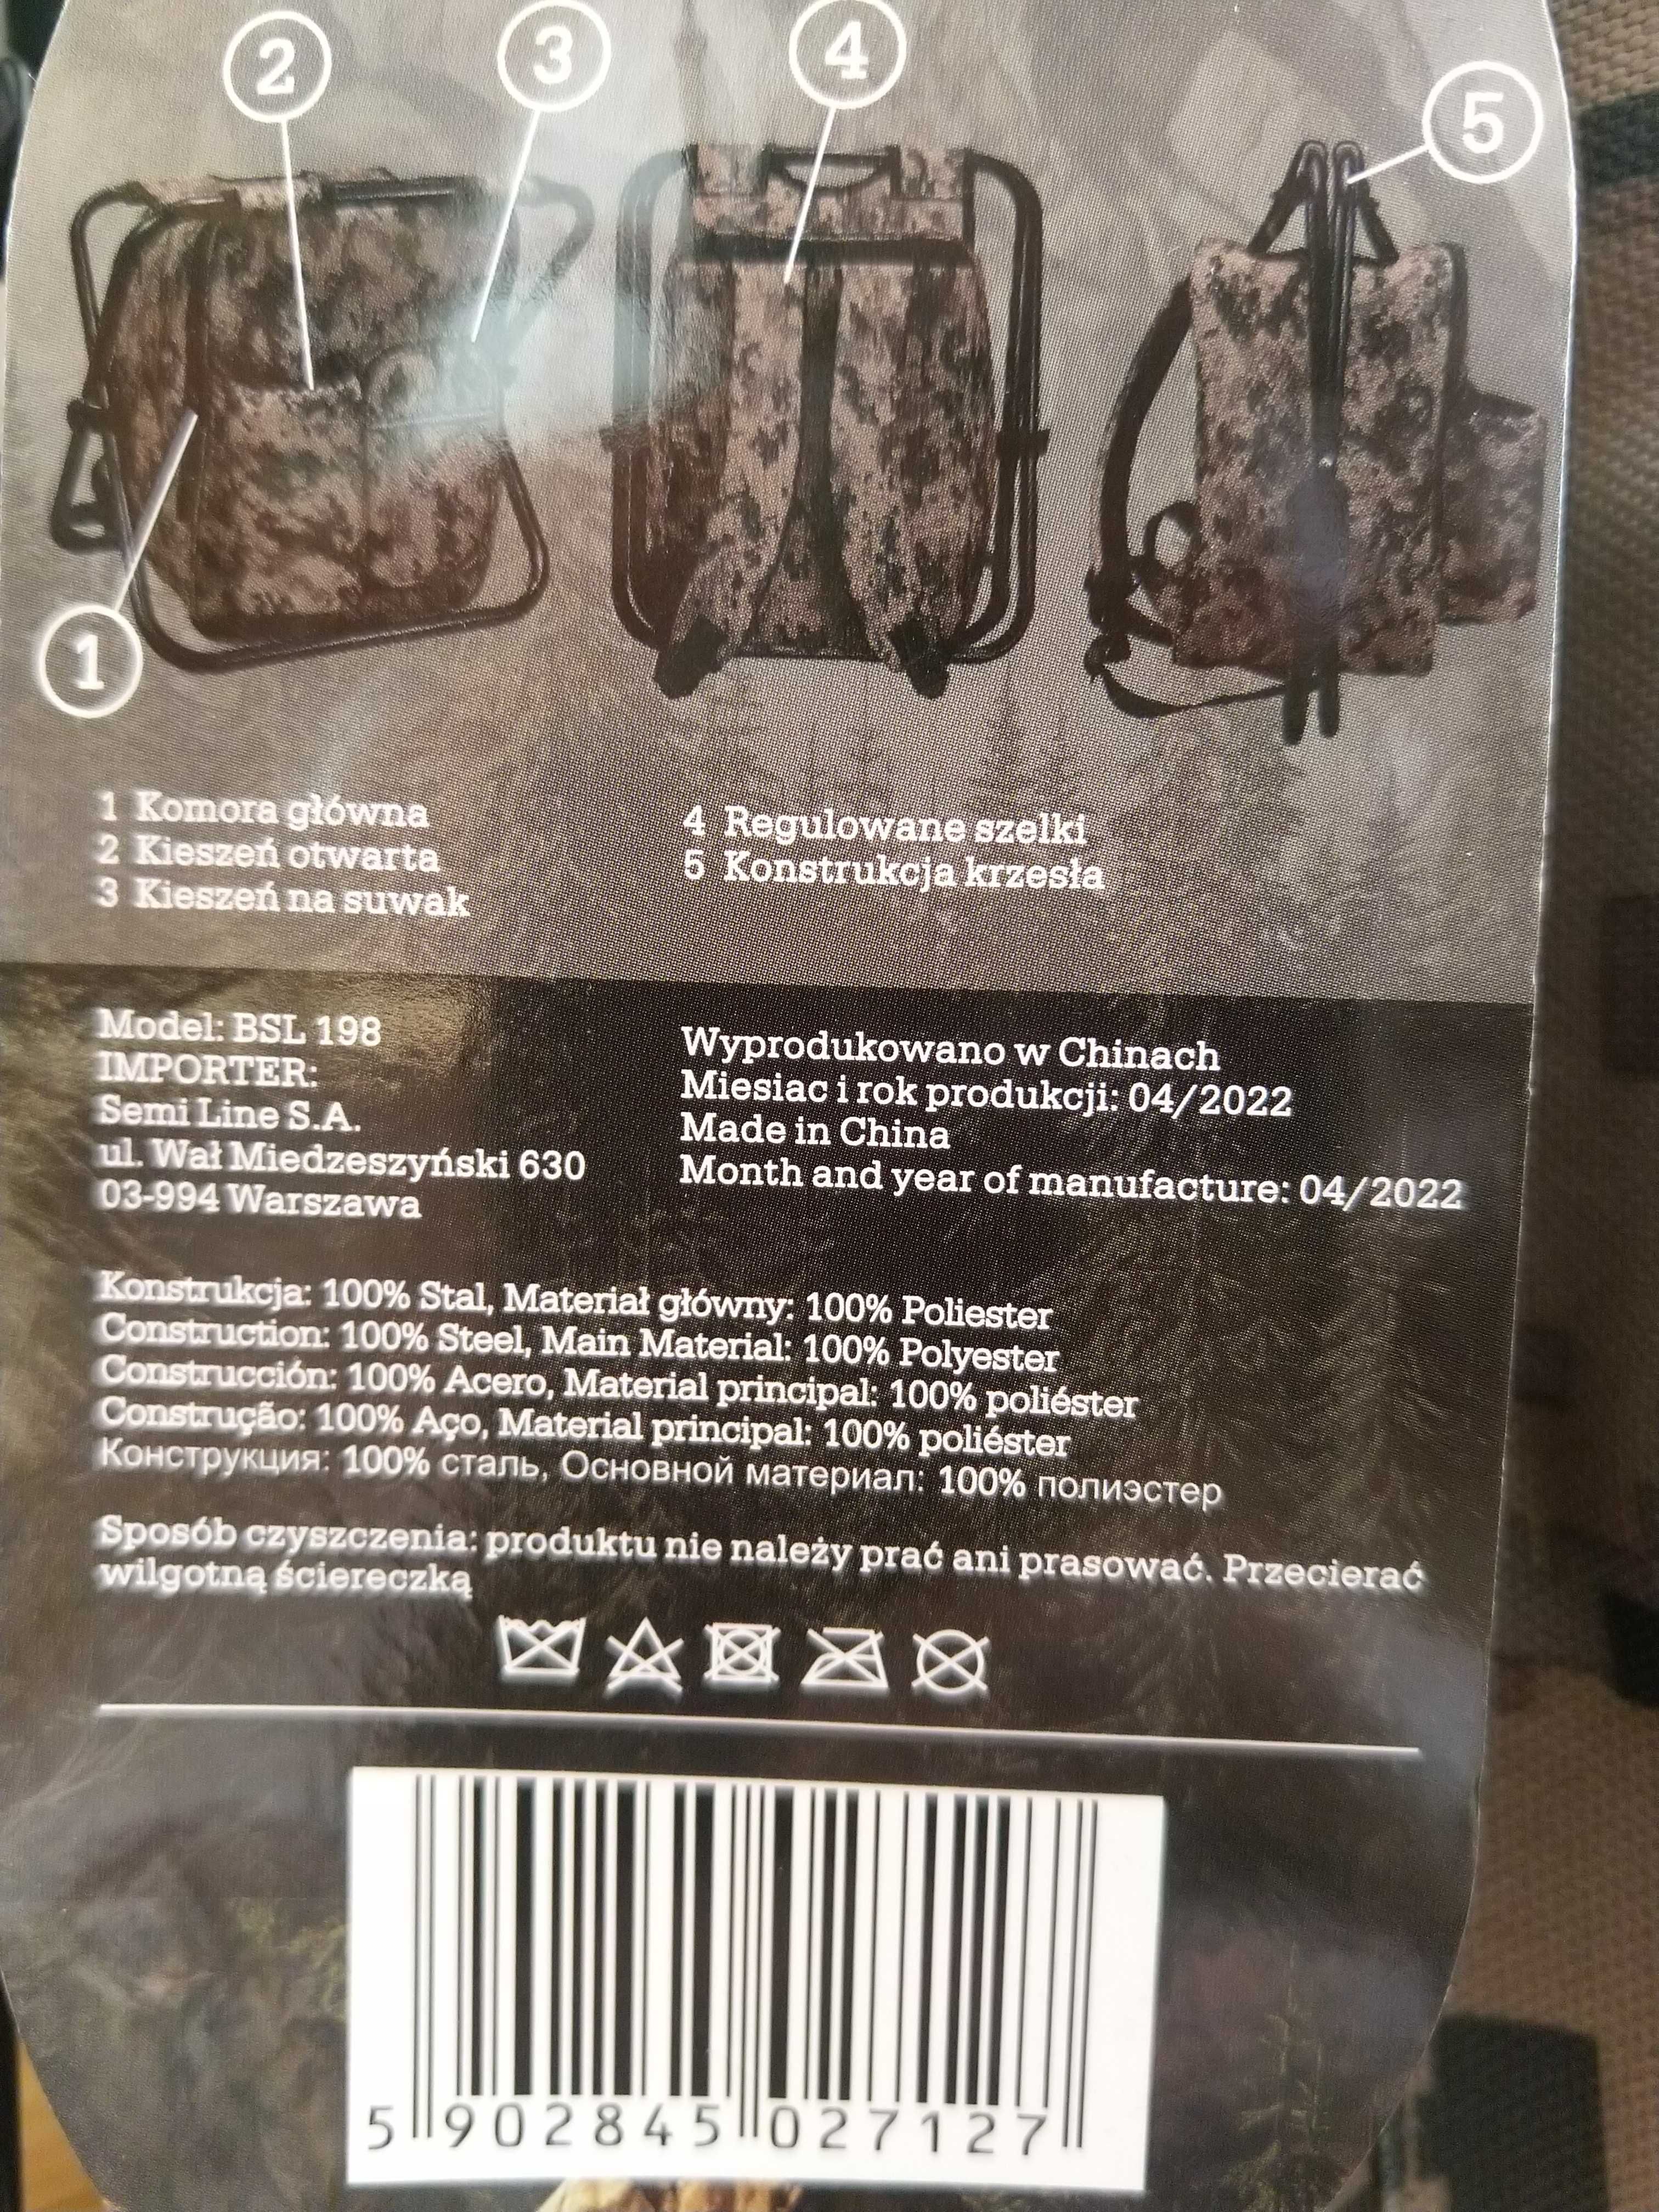 2
3
4
5
1
1 Komora główna
2 Kieszeń otwarta
3 Kieszeń na suwak
4 Regulowane szelki
5 Konstrukcja krzesła
Model: BSL 198
IMPORTER:
Semi Line S.A.
ul. Wał Miedzeszyński 630
03-994 Warszawa
Wyprodukowano w Chinach
Miesiac i rok produkcji: 04/2022
Made in China
Month and year of manufacture: 04/2022
Konstrukcja: 100% Stal, Materiał główny: 100% Poliester
Construction: 100% Steel, Main Material: 100% Polyester
Construcción: 100% Acero, Material principal: 100% poliéster
Construção: 100% Aço, Material principal: 100% poliéster
Конструкция: 100% сталь, Основной материал: 100% полиэстер
Sposób czyszczenia: produktu nie należy prać ani prasować. Przecierać
wilgotną ściereczką
5 902845 027127